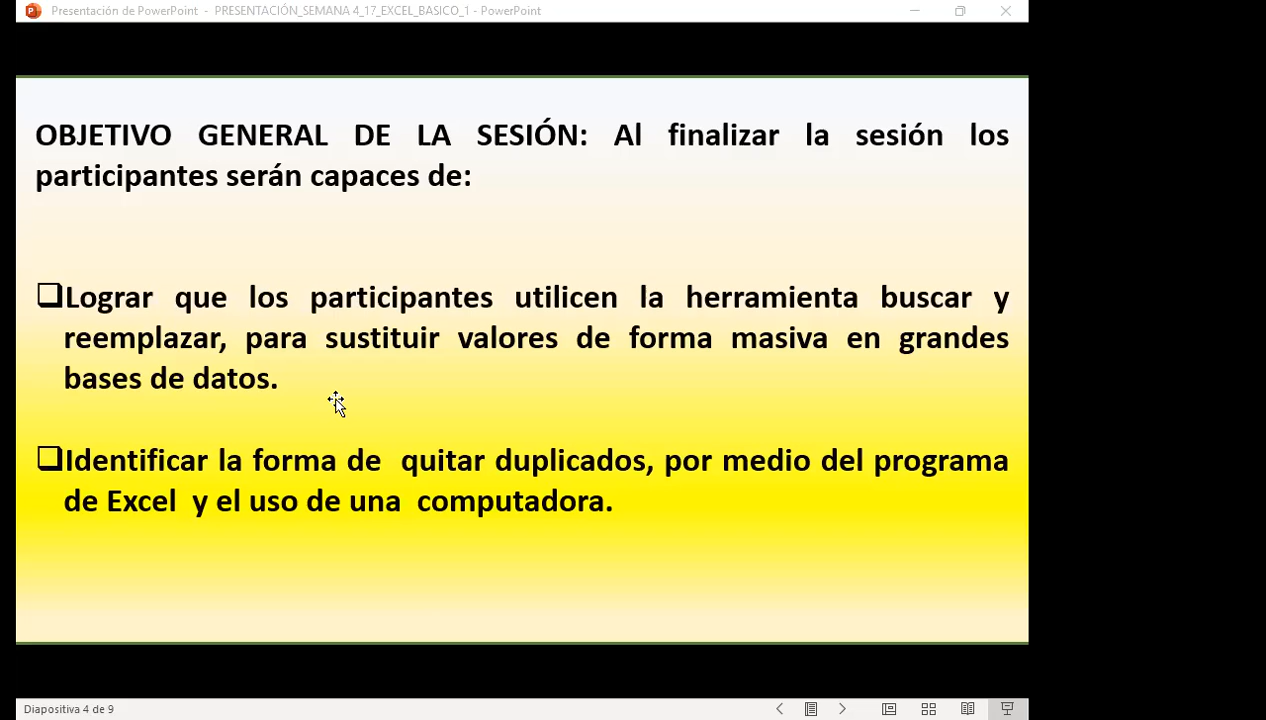 Presentación de PowerPoint - PRESENTACIÓN_SEMANA 4_17_EXCEL_BASICO_1 - PowerPoint
OBJETIVO GENERAL DE LA SESIÓN: Al finalizar la sesión los
participantes serán capaces de:
Lograr que los participantes utilicen la herramienta buscar y
reemplazar, para sustituir valores de forma masiva en grandes
bases de datos.
Identificar la forma de quitar duplicados, por medio del programa
de Excel y el uso de una computadora.
Diapositiva 4 de 9